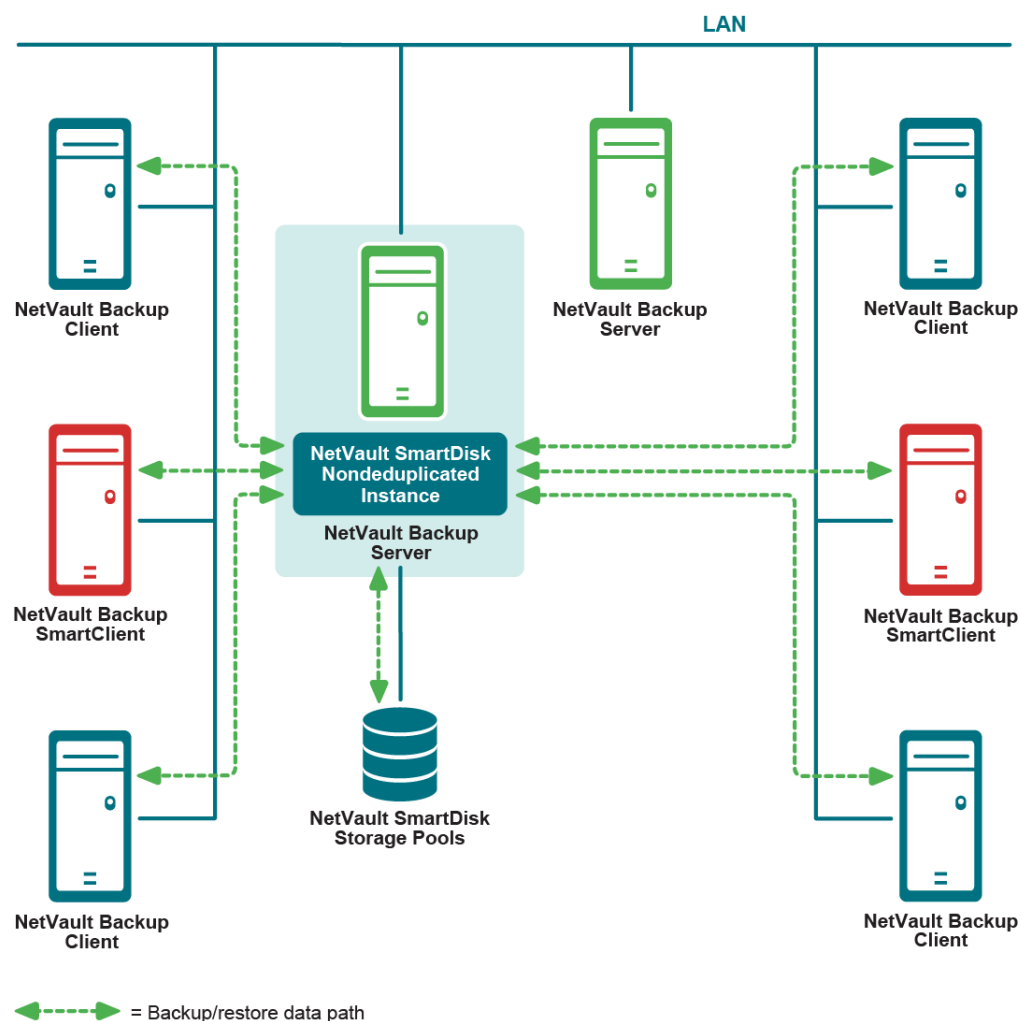 LAN
NetVault Backup
Client
NetVault Backup
Server
NetVault Backup
Client
NetVault SmartDisk
Nondeduplicated
Instance
NetVault Backup
Server
NetVault Backup
SmartClient
NetVault Backup
SmartClient
NetVault SmartDisk
Storage Pools
NetVault Backup
Client
NetVault Backup
Client
= Backup/restore data path